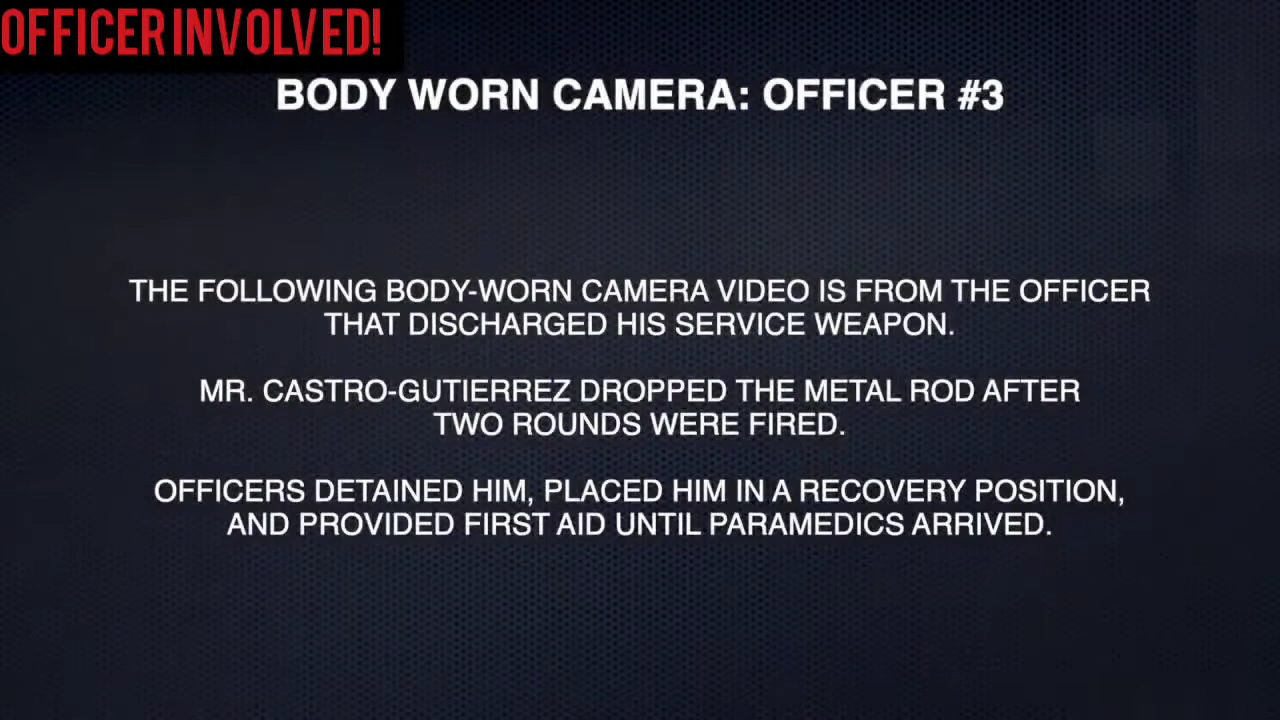 OFFICER INVOLVED!
BODY WORN CAMERA: OFFICER #3
THE FOLLOWING BODY-WORN CAMERA VIDEO IS FROM THE OFFICER
THAT DISCHARGED HIS SERVICE WEAPON.
MR. CASTRO-GUTIERREZ DROPPED THE METAL ROD AFTER
TWO ROUNDS WERE FIRED.
OFFICERS DETAINED HIM, PLACED HIM IN A RECOVERY POSITION,
AND PROVIDED FIRST AID UNTIL PARAMEDICS ARRIVED.